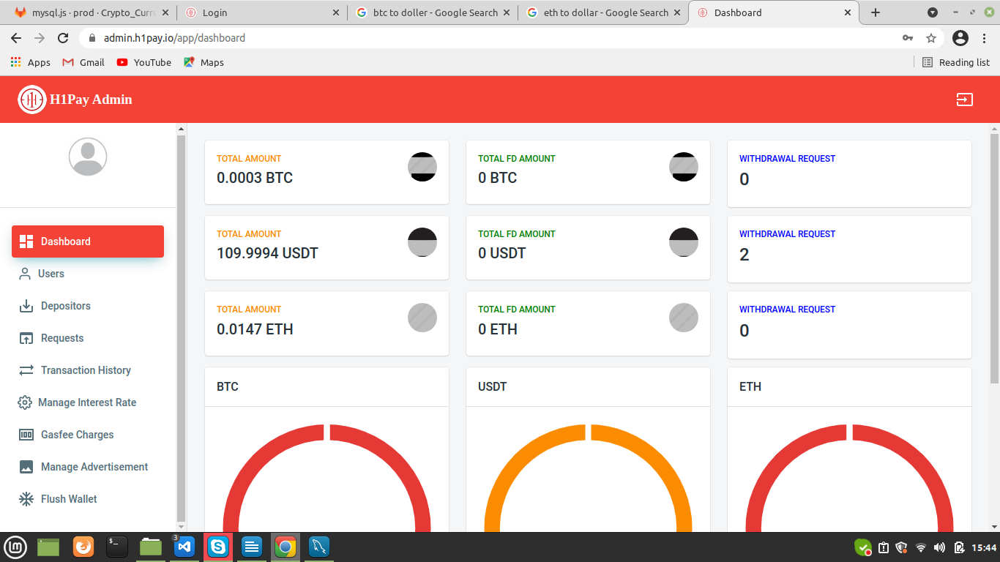 mysql.js · prod · Crypto_Curre
Login
btc to doller - Google Search
eth to dollar - Google Search
Dashboard
admin.h1pay.io/app/dashboard
Apps
Gmail
YouTube
Maps
Reading list
H1Pay Admin
Dashboard
Users
Depositors
Requests
Transaction History
Manage Interest Rate
Gasfee Charges
Manage Advertisement
Flush Wallet
TOTAL AMOUNT
0.0003 BTC
TOTAL FD AMOUNT
0 BTC
WITHDRAWAL REQUEST
0
TOTAL AMOUNT
109.9994 USDT
TOTAL FD AMOUNT
0 USDT
WITHDRAWAL REQUEST
2
TOTAL AMOUNT
0.0147 ETH
TOTAL FD AMOUNT
0 ETH
WITHDRAWAL REQUEST
0
BTC
USDT
ETH
3
15:44